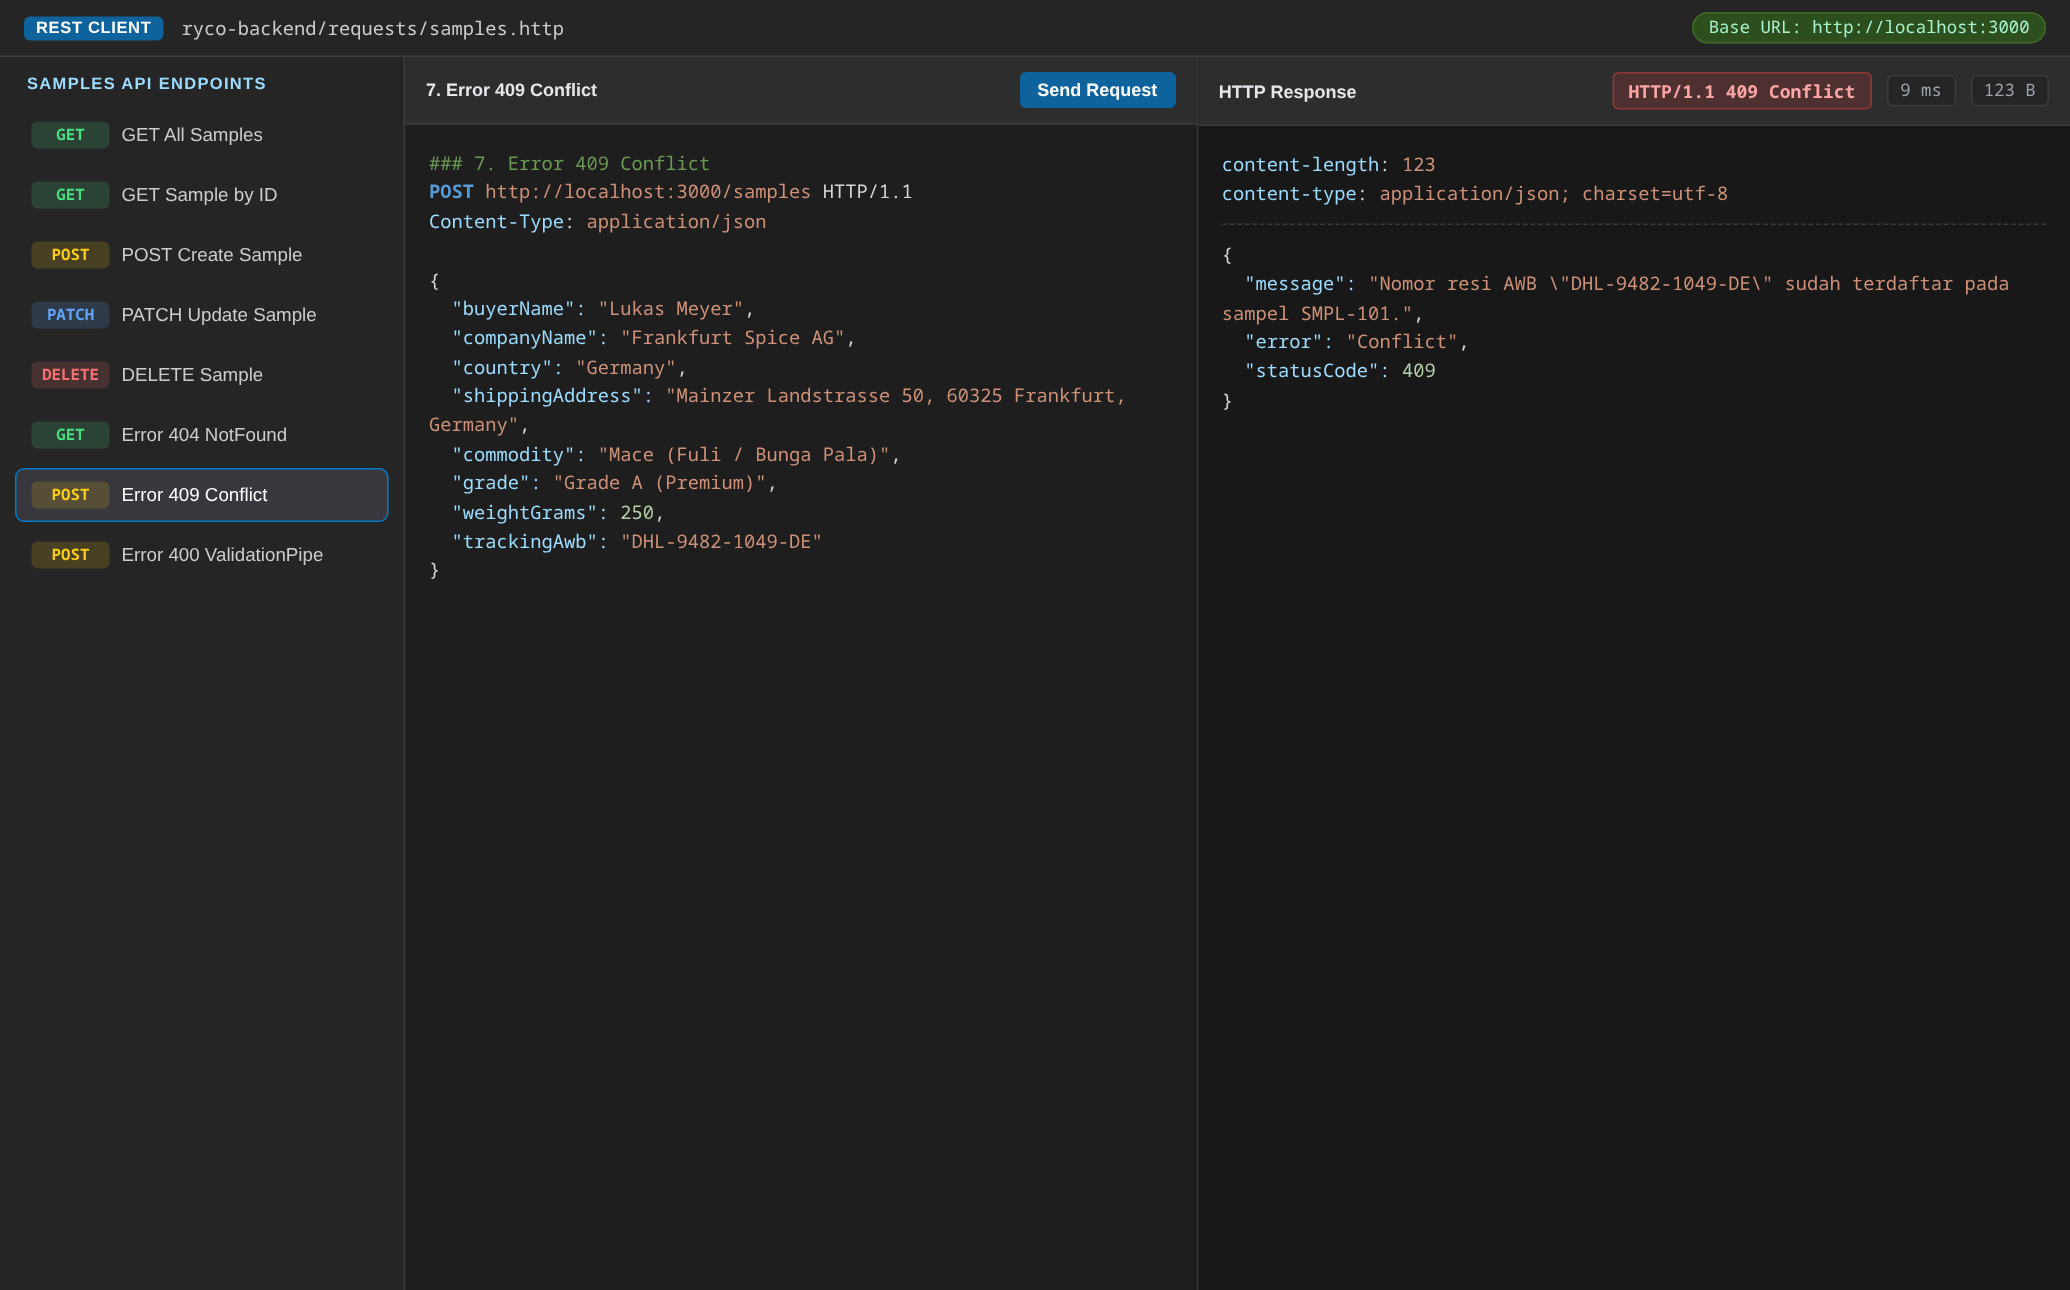 REST CLIENT ryco-backend/requests/samples.http
Base URL: http://localhost:3000
SAMPLES API ENDPOINTS
GET GET All Samples
GET GET Sample by ID
POST POST Create Sample
PATCH PATCH Update Sample
DELETE DELETE Sample
GET Error 404 NotFound
POST Error 409 Conflict
POST Error 400 ValidationPipe
7. Error 409 Conflict
Send Request
### 7. Error 409 Conflict
POST http://localhost:3000/samples HTTP/1.1
Content-Type: application/json
{
  "buyerName": "Lukas Meyer",
  "companyName": "Frankfurt Spice AG",
  "country": "Germany",
  "shippingAddress": "Mainzer Landstrasse 50, 60325 Frankfurt,
Germany",
  "commodity": "Mace (Fuli / Bunga Pala)",
  "grade": "Grade A (Premium)",
  "weightGrams": 250,
  "trackingAwb": "DHL-9482-1049-DE"
}
HTTP Response
HTTP/1.1 409 Conflict
9 ms
123 B
content-length: 123
content-type: application/json; charset=utf-8
{
  "message": "Nomor resi AWB \"DHL-9482-1049-DE\" sudah terdaftar pada
sampel SMPL-101.",
  "error": "Conflict",
  "statusCode": 409
}